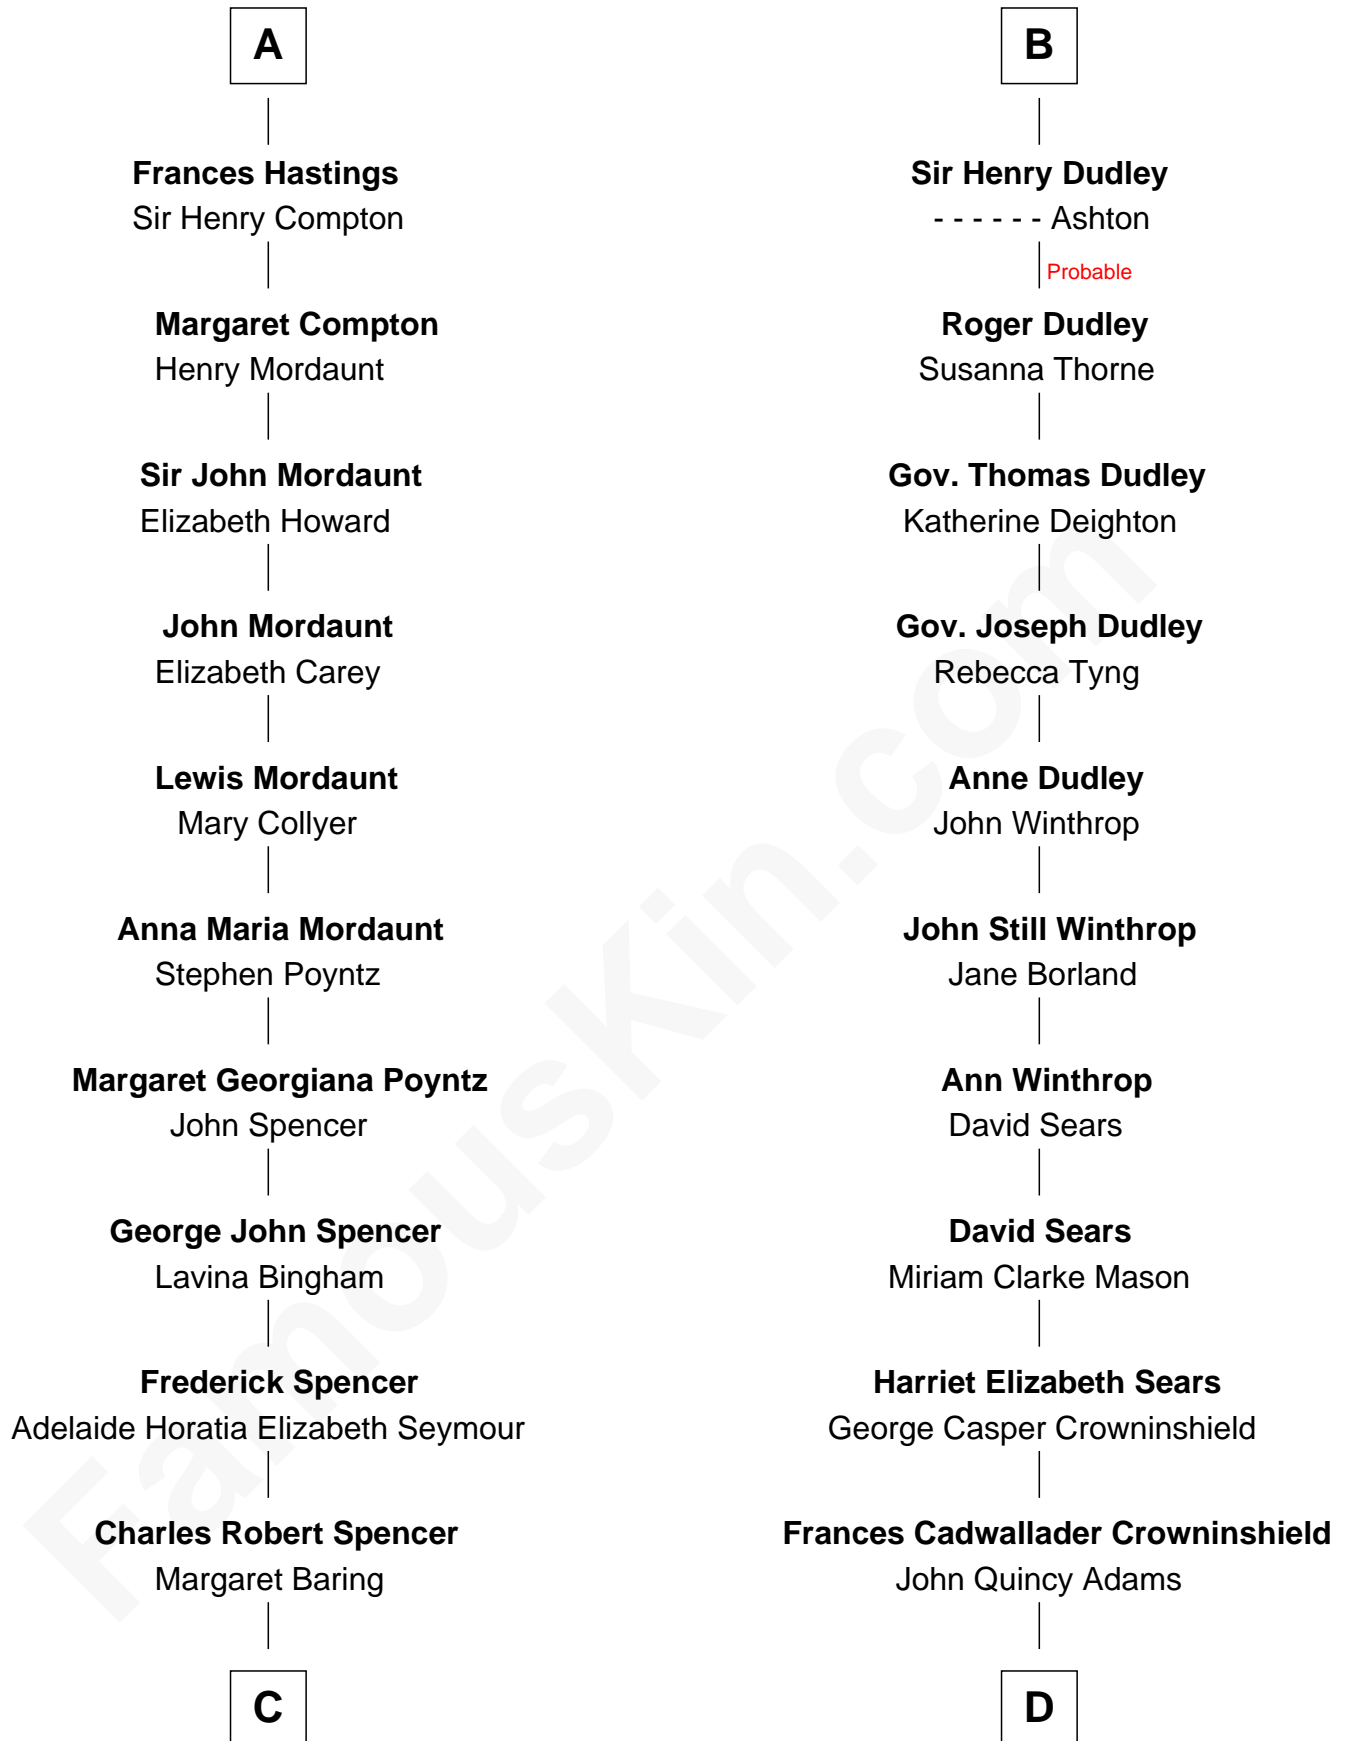 A
Frances Hastings
Sir Henry Compton
Margaret Compton
Henry Mordaunt
Sir John Mordaunt
Elizabeth Howard
John Mordaunt
Elizabeth Carey
Lewis Mordaunt
Mary Collyer
Anna Maria Mordaunt
Stephen Poyntz
Margaret Georgiana Poyntz
John Spencer
George John Spencer
Lavina Bingham
Frederick Spencer
Adelaide Horatia Elizabeth Seymour
Charles Robert Spencer
Margaret Baring
C
B
Sir Henry Dudley
- - - - - - Ashton
Probable
Roger Dudley
Susanna Thorne
Gov. Thomas Dudley
Katherine Deighton
Gov. Joseph Dudley
Rebecca Tyng
Anne Dudley
John Winthrop
John Still Winthrop
Jane Borland
Ann Winthrop
David Sears
David Sears
Miriam Clarke Mason
Harriet Elizabeth Sears
George Casper Crowninshield
Frances Cadwallader Crowninshield
John Quincy Adams
D
FamousKin.com